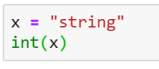 x = "string"
int(x)